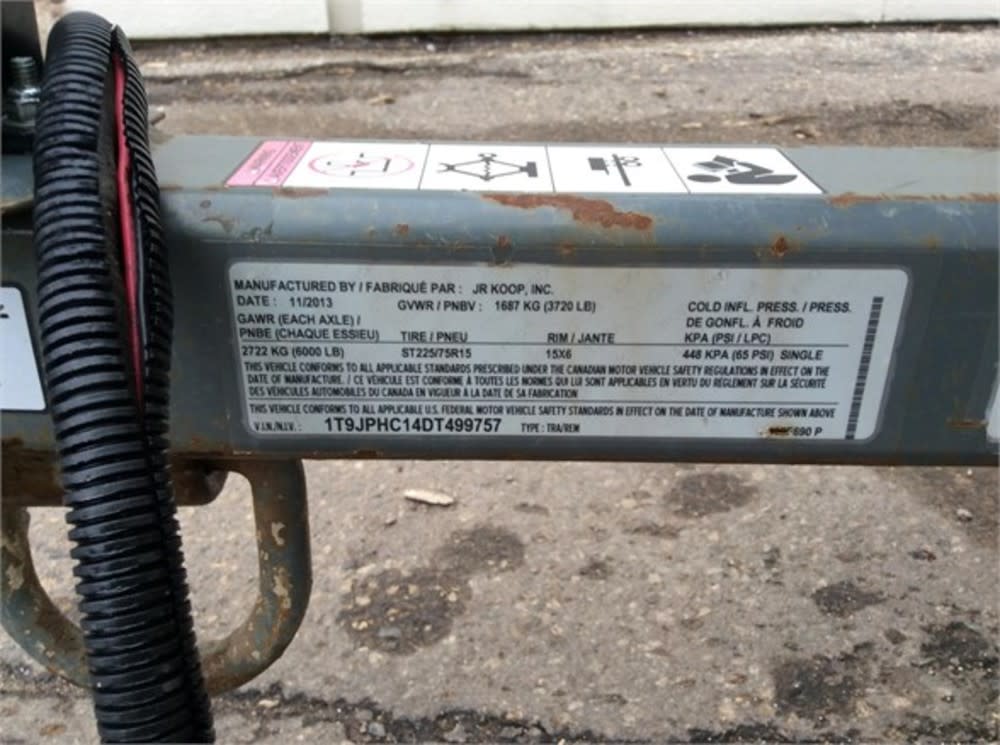 MANUFACTURED BY / FABRIQUÉ PAR : JR KOOP, INC.
DATE : 11/2013 GVWR / PNBV : 1687 KG (3720 LB) COLD INFL. PRESS. / PRESS.
GAWR (EACH AXLE) / DE GONFL. À FROID
PNBE (CHAQUE ESSIEU) TIRE / PNEU RIM / JANTE KPA (PSI / LPC)
2722 KG (6000 LB) ST225/75R15 15X6 448 KPA (65 PSI) SINGLE
THIS VEHICLE CONFORMS TO ALL APPLICABLE STANDARDS PRESCRIBED UNDER THE CANADIAN MOTOR VEHICLE SAFETY REGULATIONS IN EFFECT ON THE
DATE OF MANUFACTURE. / CE VÉHICULE EST CONFORME À TOUTES LES NORMES QUI LUI SONT APPLICABLES EN VERTU DU RÈGLEMENT SUR LA SÉCURITÉ
DES VÉHICULES AUTOMOBILES DU CANADA EN VIGUEUR À LA DATE DE SA FABRICATION
THIS VEHICLE CONFORMS TO ALL APPLICABLE U.S. FEDERAL MOTOR VEHICLE SAFETY STANDARDS IN EFFECT ON THE DATE OF MANUFACTURE SHOWN ABOVE
V.I.N./N.I.V. : 1T9JPHC14DT499757 TYPE : TRA/REM 690 P